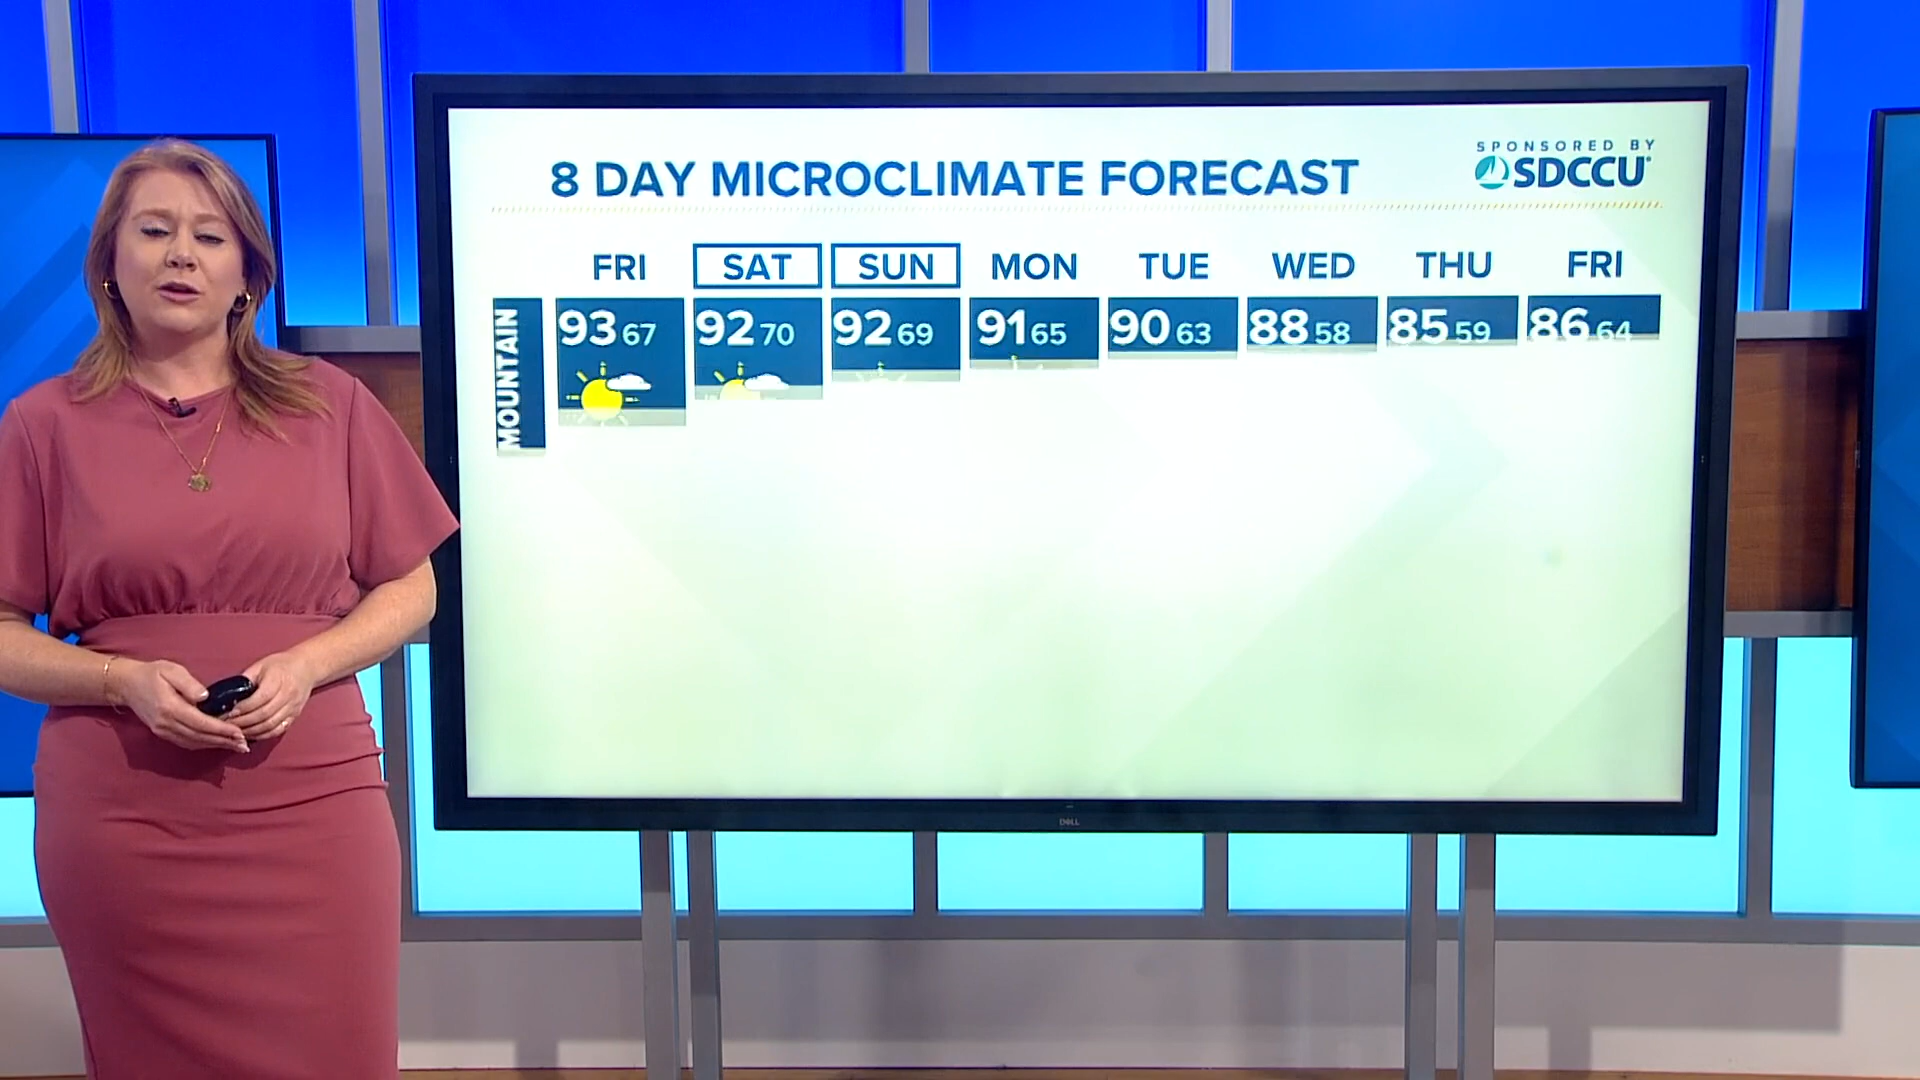 8 DAY MICROCLIMATE FORECAST
SPONSORED BY
SDCCU
FRI SAT SUN MON TUE WED THU FRI
MOUNTAIN
93 67 92 70 92 69 91 65 90 63 88 58 85 59 86 64
DELL